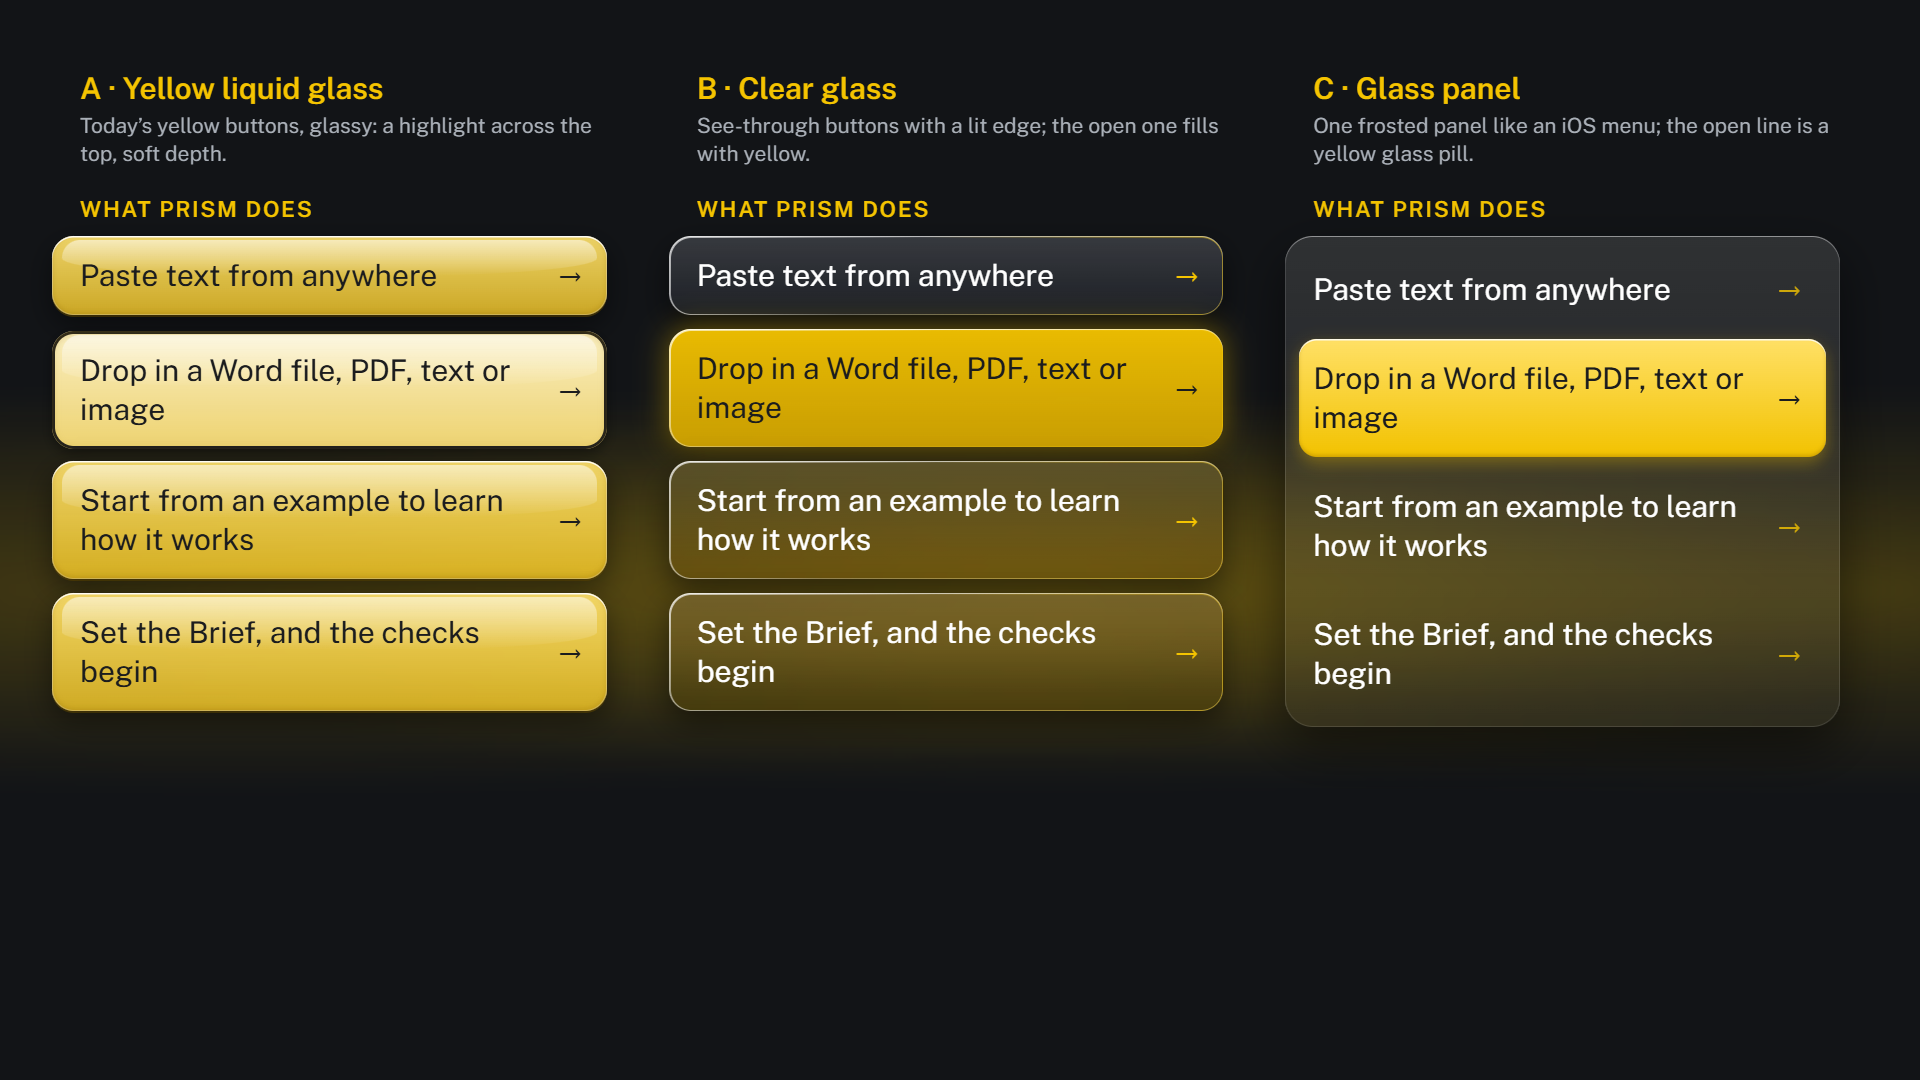 A · Yellow liquid glass
Today’s yellow buttons, glassy: a highlight across the
top, soft depth.
WHAT PRISM DOES
Paste text from anywhere →
Drop in a Word file, PDF, text or
image →
Start from an example to learn
how it works →
Set the Brief, and the checks
begin →
B · Clear glass
See-through buttons with a lit edge; the open one fills
with yellow.
WHAT PRISM DOES
Paste text from anywhere →
Drop in a Word file, PDF, text or
image →
Start from an example to learn
how it works →
Set the Brief, and the checks
begin →
C · Glass panel
One frosted panel like an iOS menu; the open line is a
yellow glass pill.
WHAT PRISM DOES
Paste text from anywhere →
Drop in a Word file, PDF, text or
image →
Start from an example to learn
how it works →
Set the Brief, and the checks
begin →